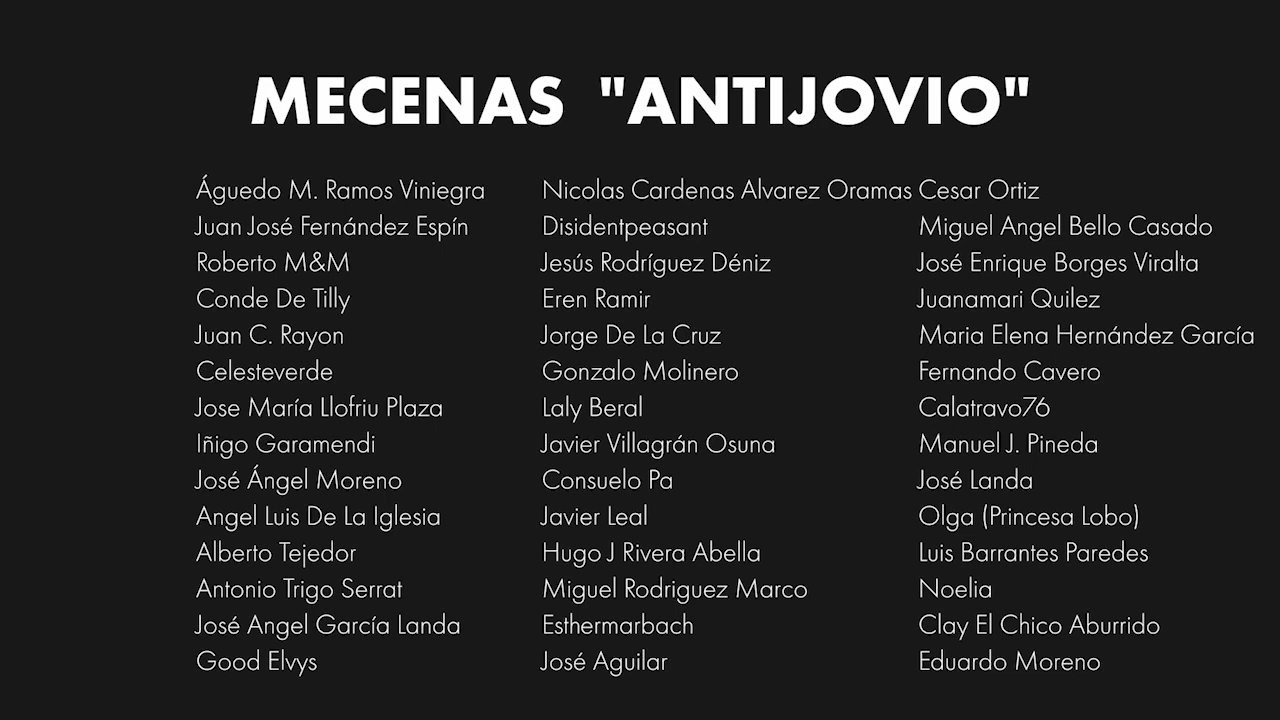 MECENAS "ANTIJOVIO"
Águedo M. Ramos Viniegra
Juan José Fernández Espín
Roberto M&M
Conde De Tilly
Juan C. Rayon
Celesteverde
Jose María Llofriu Plaza
Iñigo Garamendi
José Ángel Moreno
Angel Luis De La Iglesia
Alberto Tejedor
Antonio Trigo Serrat
José Angel García Landa
Good Elvys
Nicolas Cardenas Alvarez Oramas
Disidentpeasant
Jesús Rodríguez Déniz
Eren Ramir
Jorge De La Cruz
Gonzalo Molinero
Laly Beral
Javier Villagrán Osuna
Consuelo Pa
Javier Leal
Hugo J Rivera Abella
Miguel Rodriguez Marco
Esthermarbach
José Aguilar
Cesar Ortiz
Miguel Angel Bello Casado
José Enrique Borges Viralta
Juanamari Quilez
Maria Elena Hernández García
Fernando Cavero
Calatravo76
Manuel J. Pineda
José Landa
Olga (Princesa Lobo)
Luis Barrantes Paredes
Noelia
Clay El Chico Aburrido
Eduardo Moreno